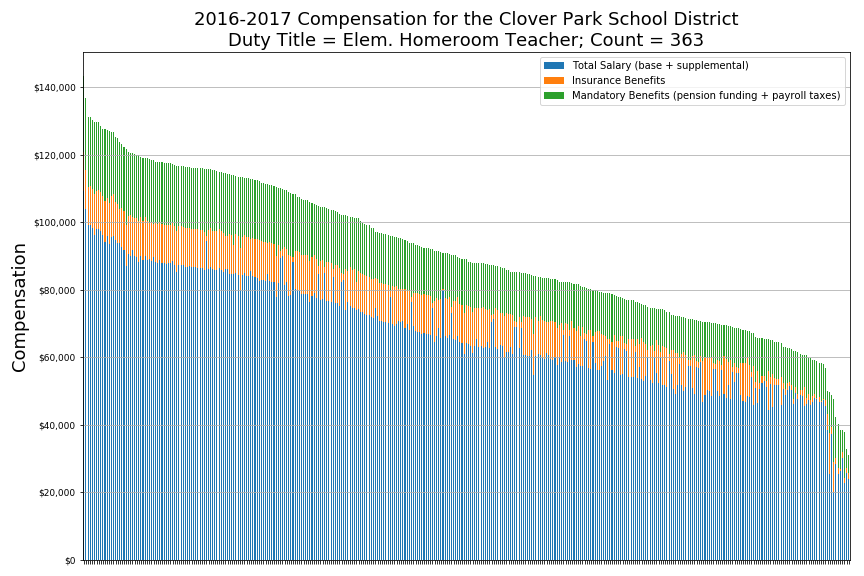 2016-2017 Compensation for the Clover Park School District
Duty Title = Elem. Homeroom Teacher; Count = 363
Total Salary (base + supplemental)
Insurance Benefits
Mandatory Benefits (pension funding + payroll taxes)
Compensation
$140,000
$120,000
$100,000
$80,000
$60,000
$40,000
$20,000
$0